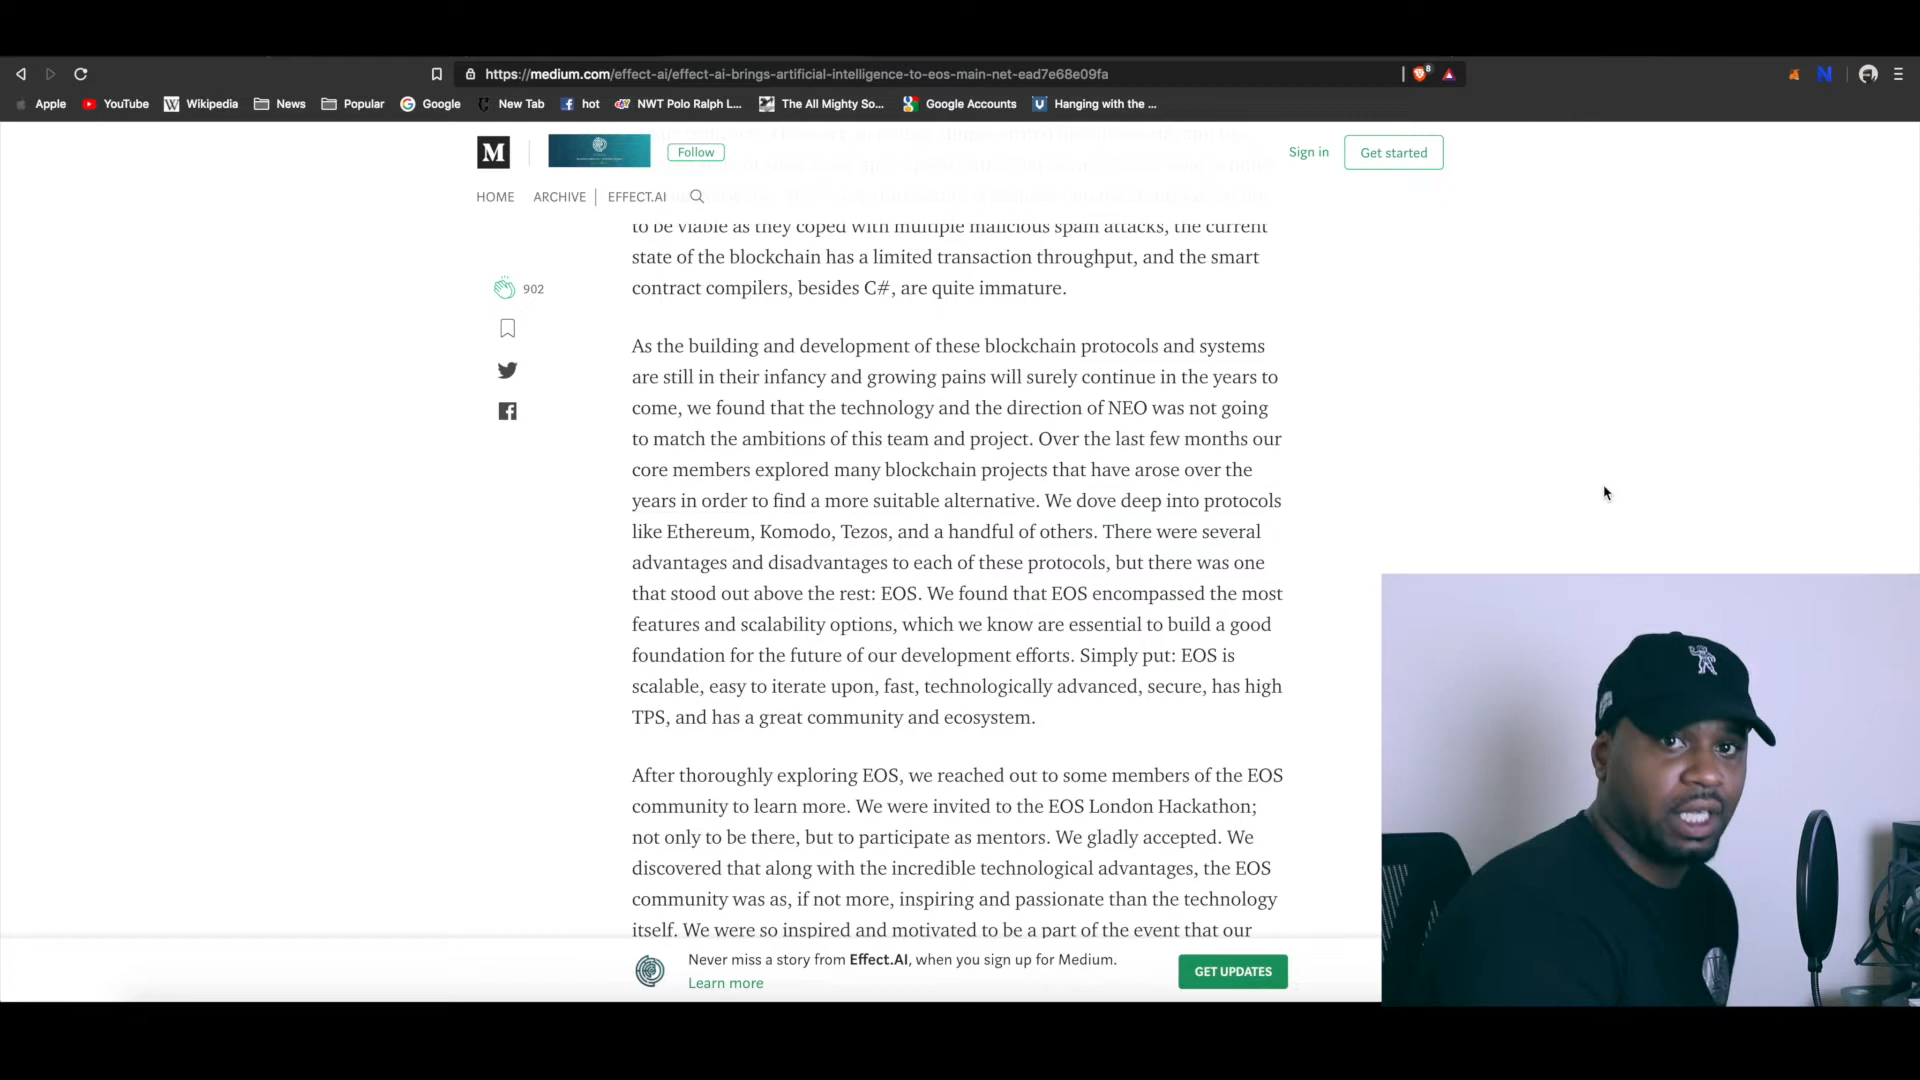 https://medium.com/effect-ai/effect-ai-brings-artificial-intelligence-to-eos-main-net-ead7e68e09fa
8
Apple YouTube Wikipedia News Popular Google New Tab hot NWT Polo Ralph L... The All Mighty So... Google Accounts Hanging with the ...
M
Follow
Sign in
Get started
HOME ARCHIVE EFFECT.AI
to be viable as they coped with multiple malicious spam attacks, the current
state of the blockchain has a limited transaction throughput, and the smart
contract compilers, besides C#, are quite immature.
902
As the building and development of these blockchain protocols and systems
are still in their infancy and growing pains will surely continue in the years to
come, we found that the technology and the direction of NEO was not going
to match the ambitions of this team and project. Over the last few months our
core members explored many blockchain projects that have arose over the
years in order to find a more suitable alternative. We dove deep into protocols
like Ethereum, Komodo, Tezos, and a handful of others. There were several
advantages and disadvantages to each of these protocols, but there was one
that stood out above the rest: EOS. We found that EOS encompassed the most
features and scalability options, which we know are essential to build a good
foundation for the future of our development efforts. Simply put: EOS is
scalable, easy to iterate upon, fast, technologically advanced, secure, has high
TPS, and has a great community and ecosystem.
After thoroughly exploring EOS, we reached out to some members of the EOS
community to learn more. We were invited to the EOS London Hackathon;
not only to be there, but to participate as mentors. We gladly accepted. We
discovered that along with the incredible technological advantages, the EOS
community was as, if not more, inspiring and passionate than the technology
itself. We were so inspired and motivated to be a part of the event that our
Never miss a story from Effect.AI, when you sign up for Medium.
Learn more
GET UPDATES